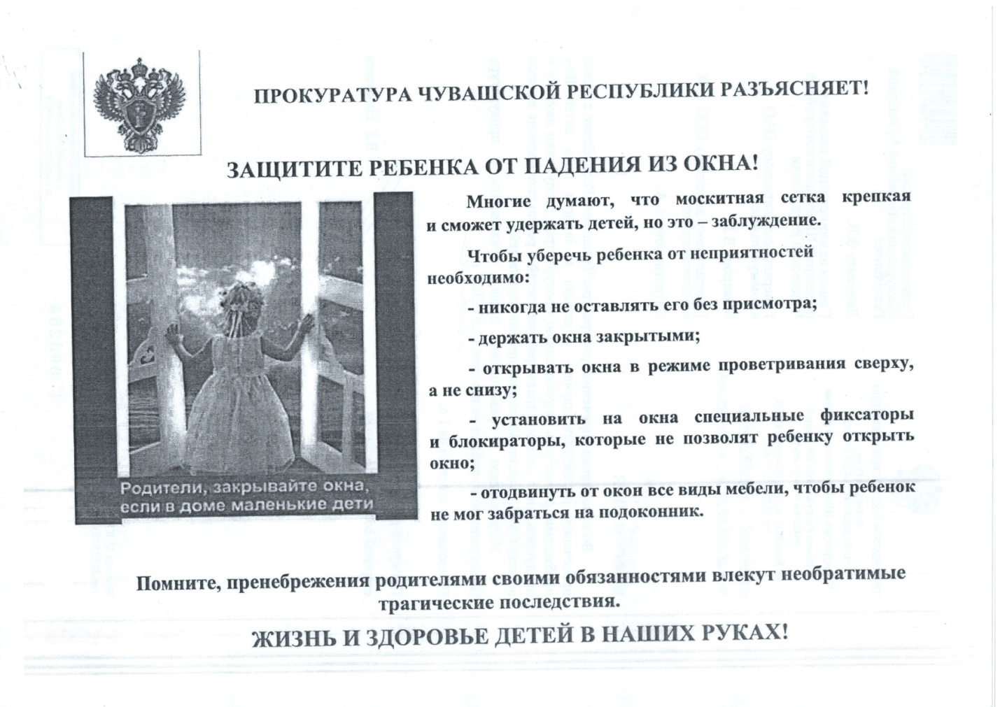 ПРОКУРАТУРА ЧУВАШСКОЙ РЕСПУБЛИКИ РАЗЪЯСНЯЕТ!
ЗАЩИТИТЕ РЕБЕНКА ОТ ПАДЕНИЯ ИЗ ОКНА!
Многие думают, что москитная сетка крепкая
и сможет удержать детей, но это – заблуждение.
Чтобы уберечь ребенка от неприятностей
необходимо:
- никогда не оставлять его без присмотра;
- держать окна закрытыми;
- открывать окна в режиме проветривания сверху,
а не снизу;
- установить на окна специальные фиксаторы
и блокираторы, которые не позволят ребенку открыть
окно;
- отодвинуть от окон все виды мебели, чтобы ребенок
не мог забраться на подоконник.
Родители, закрывайте окна,
если в доме маленькие дети
Помните, пренебрежения родителями своими обязанностями влекут необратимые
трагические последствия.
ЖИЗНЬ И ЗДОРОВЬЕ ДЕТЕЙ В НАШИХ РУКАХ!